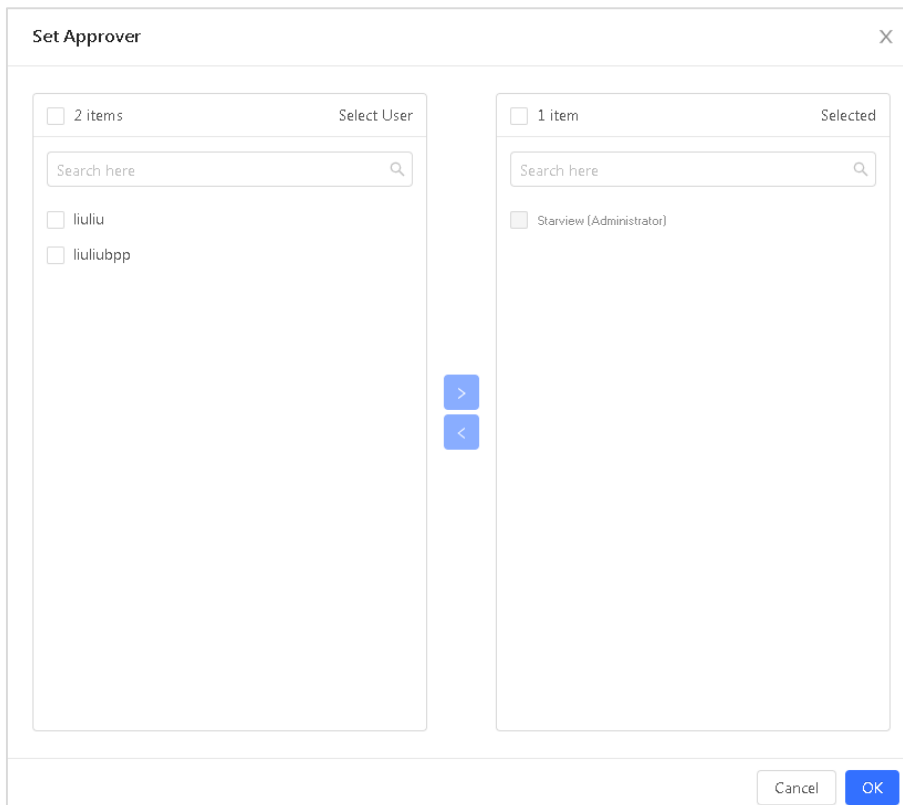 Set Approver
2 items Select User
Search here
liuliu
liuliubpp
1 item Selected
Search here
Starview (Administrator)
Cancel OK